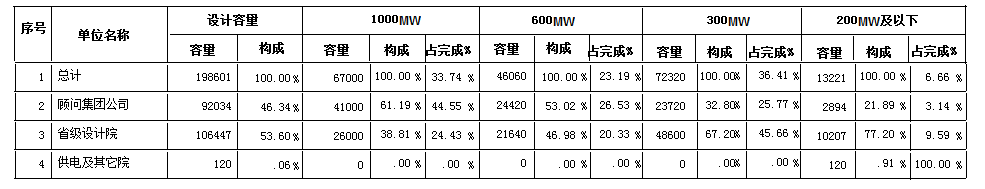 序号 单位名称 设计容量 1000MW 600MW 300MW 200MW及以下
容量 构成 容量 构成 占完成% 容量 构成 占完成% 容量 构成 占完成% 容量 构成 占完成%
1 总计 198601 100.00% 67000 100.00 % 33.74 % 46060 100.00 % 23.19 % 72320 100.00% 36.41 % 13221 100.00 % 6.66 %
2 顾问集团公司 92034 46.34% 41000 61.19 % 44.55 % 24420 53.02 % 26.53 % 23720 32.80% 25.77 % 2894 21.89 % 3.14 %
3 省级设计院 106447 53.60% 26000 38.81 % 24.43 % 21640 46.98 % 20.33 % 48600 67.20% 45.66 % 10207 77.20 % 9.59 %
4 供电及其它院 120 .06% 0 .00 % .00 % 0 .00 % .00 % 0 .00% .00 % 120 .91 % 100.00 %